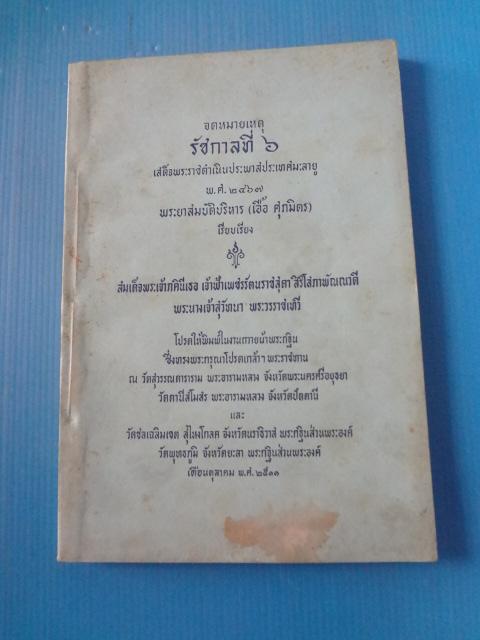 จดหมายเหตุ
รัชกาลที่ ๖
เสด็จพระราชดำเนินประพาสประเทศมะลายู
พ.ศ. ๒๔๖๗
พระยาสมบัติบริหาร (เอื้อ ศุภมิตร)
เรียบเรียง
สมเด็จพระเจ้าภคินีเธอ เจ้าฟ้าเพชรรัตนราชสุดา สิริโสภาพัณณวดี
พระนางเจ้าสุวัทนา พระวรราชเทวี
โปรดให้พิมพ์ในงานถวายผ้าพระกฐิน
ซึ่งทรงพระกรุณาโปรดเกล้าฯ พระราชทาน
ณ วัดสุวรรณดาราราม พระอารามหลวง จังหวัดพระนครศรีอยุธยา
วัดตานีสโมสร พระอารามหลวง จังหวัดปัตตานี
และ
วัดชลเฉลิมเขต สุไหงโกลค จังหวัดนราธิวาส พระกฐินส่วนพระองค์
วัดพุทธภูมิ จังหวัดยะลา พระกฐินส่วนพระองค์
เดือนตุลาคม พ.ศ. ๒๕๑๑